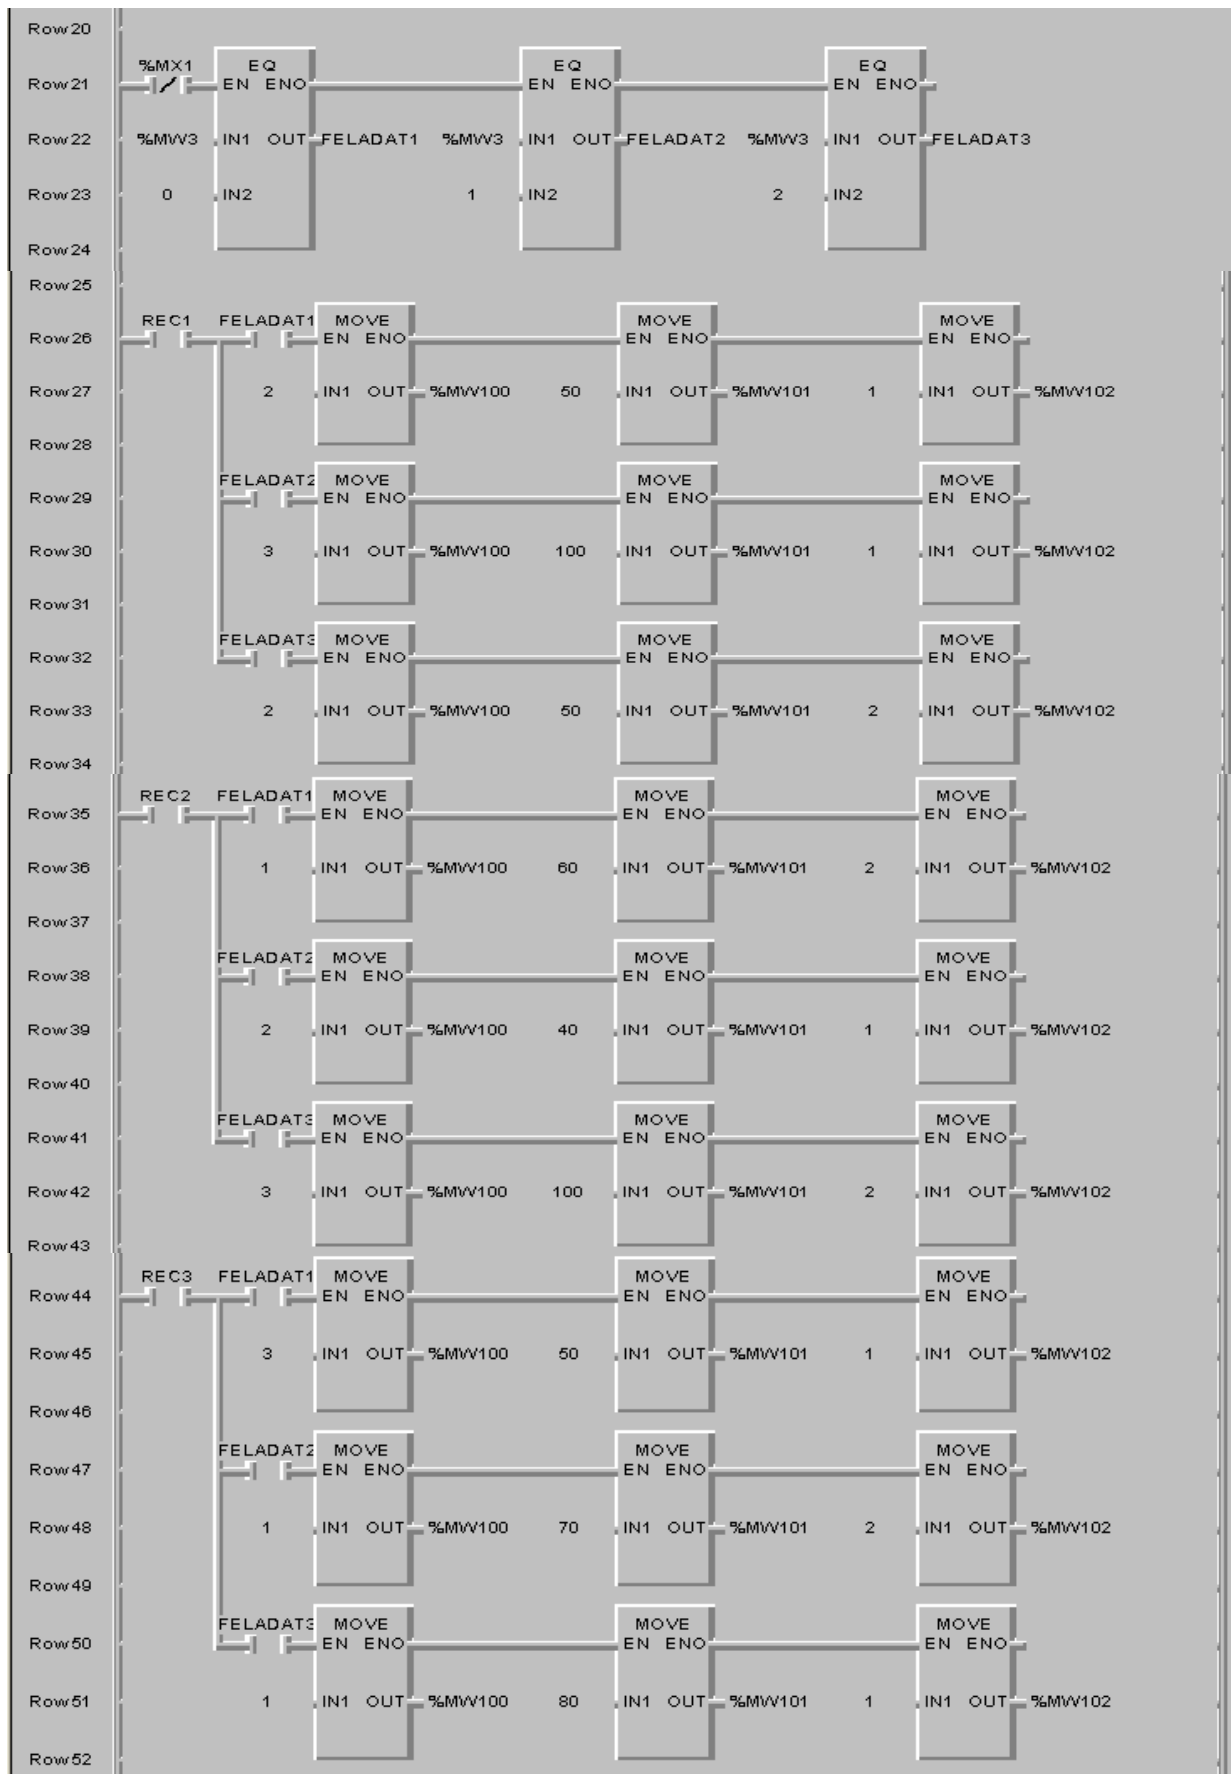 Row20
%MX1 EQ EQ EQ
Row21 EN ENO EN ENO EN ENO
Row22 %MW3 IN1 OUT FELADAT1 %MW3 IN1 OUT FELADAT2 %MW3 IN1 OUT FELADAT3
Row23 0 IN2 1 IN2 2 IN2
Row24
Row25
REC1 FELADAT1 MOVE MOVE MOVE
Row26 EN ENO EN ENO EN ENO
Row27 2 IN1 OUT %MW100 50 IN1 OUT %MW101 1 IN1 OUT %MW102
Row28
FELADAT2 MOVE MOVE MOVE
Row29 EN ENO EN ENO EN ENO
Row30 3 IN1 OUT %MW100 100 IN1 OUT %MW101 1 IN1 OUT %MW102
Row31
FELADAT3 MOVE MOVE MOVE
Row32 EN ENO EN ENO EN ENO
Row33 2 IN1 OUT %MW100 50 IN1 OUT %MW101 2 IN1 OUT %MW102
Row34
REC2 FELADAT1 MOVE MOVE MOVE
Row35 EN ENO EN ENO EN ENO
Row36 1 IN1 OUT %MW100 60 IN1 OUT %MW101 2 IN1 OUT %MW102
Row37
FELADAT2 MOVE MOVE MOVE
Row38 EN ENO EN ENO EN ENO
Row39 2 IN1 OUT %MW100 40 IN1 OUT %MW101 1 IN1 OUT %MW102
Row40
FELADAT3 MOVE MOVE MOVE
Row41 EN ENO EN ENO EN ENO
Row42 3 IN1 OUT %MW100 100 IN1 OUT %MW101 2 IN1 OUT %MW102
Row43
REC3 FELADAT1 MOVE MOVE MOVE
Row44 EN ENO EN ENO EN ENO
Row45 3 IN1 OUT %MW100 50 IN1 OUT %MW101 1 IN1 OUT %MW102
Row46
FELADAT2 MOVE MOVE MOVE
Row47 EN ENO EN ENO EN ENO
Row48 1 IN1 OUT %MW100 70 IN1 OUT %MW101 2 IN1 OUT %MW102
Row49
FELADAT3 MOVE MOVE MOVE
Row50 EN ENO EN ENO EN ENO
Row51 1 IN1 OUT %MW100 80 IN1 OUT %MW101 1 IN1 OUT %MW102
Row52